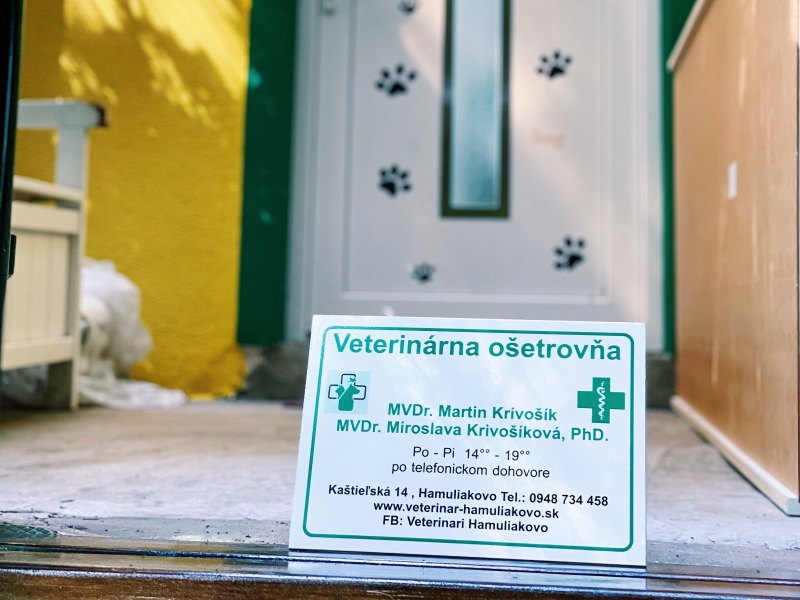 Veterinárna ošetrovňa
MVDr. Martin Krivošík
MVDr. Miroslava Krivošíková, PhD.
Po - Pi 14°° - 19°°
po telefonickom dohovore
Kaštieľská 14 , Hamuliakovo Tel.: 0948 734 458
www.veterinar-hamuliakovo.sk
FB: Veterinari Hamuliakovo